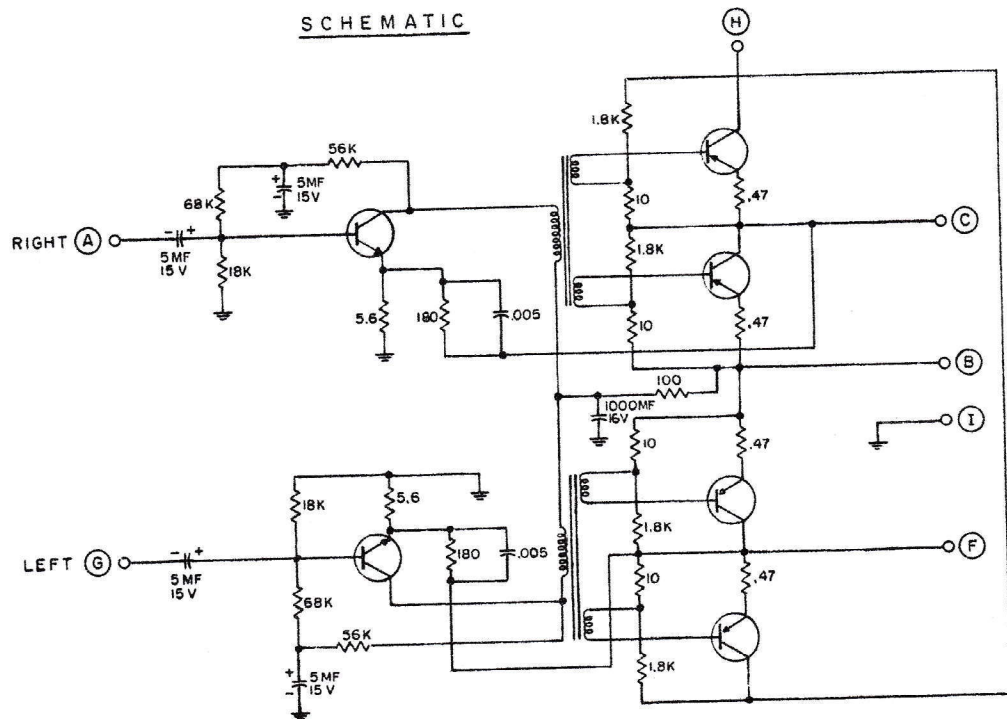 SCHEMATIC
H
1.8K
56K
5MF
15V
68K
10
.47
RIGHT A
C
5MF
15V
18K
1.8K
5.6
180
.005
10
.47
B
100
1000MF
16V
I
10
.47
18K
5.6
1.8K
LEFT G
180
.005
F
5MF
15V
10
.47
68K
56K
5MF
15V
1.8K